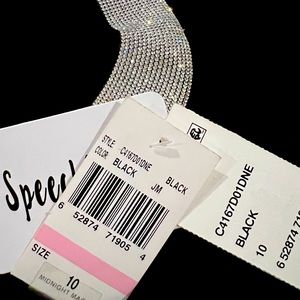 Speed
STYLE C4167D01DNE
COLOR BLACK BLACK
JM
6 52874 71905 4
SIZE
10
MIDNIGHT
C4167D01DNE
BLACK
10
6 52874 71